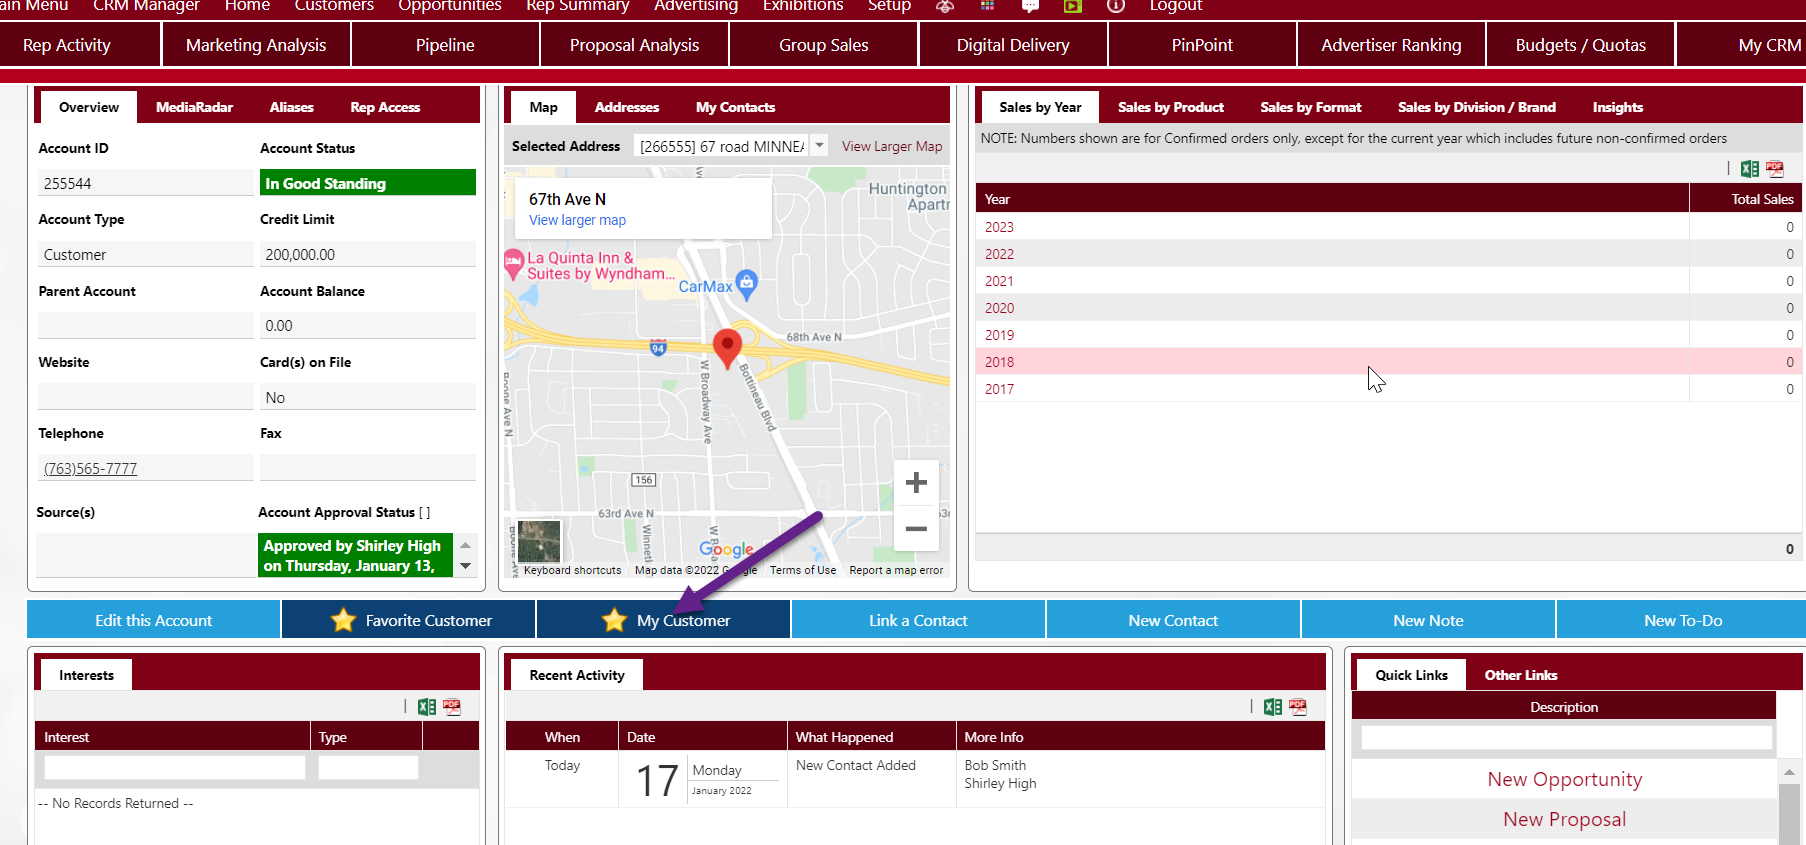 ain Menu
CRM Manager
Home
Customers
Opportunities
Rep Summary
Advertising
Exhibitions
Setup
Logout
Rep Activity
Marketing Analysis
Pipeline
Proposal Analysis
Group Sales
Digital Delivery
PinPoint
Advertiser Ranking
Budgets / Quotas
My CRM
Overview
MediaRadar
Aliases
Rep Access
Account ID
Account Status
255544
In Good Standing
Account Type
Credit Limit
Customer
200,000.00
Parent Account
Account Balance
0.00
Website
Card(s) on File
No
Telephone
Fax
(763)565-7777
Source(s)
Account Approval Status [ ]
Approved by Shirley High
on Thursday, January 13,
Map
Addresses
My Contacts
Selected Address
[266555] 67 road MINNEA
View Larger Map
67th Ave N
View larger map
Huntington
Apartm
La Quinta Inn &
Suites by Wyndham...
CarMax
68th Ave N
94
W Broadway Ave
Bottineau Blvd
156
63rd Ave N
Google
Keyboard shortcuts
Map data ©2022 Google
Terms of Use
Report a map error
Sales by Year
Sales by Product
Sales by Format
Sales by Division / Brand
Insights
NOTE: Numbers shown are for Confirmed orders only, except for the current year which includes future non-confirmed orders
Year
Total Sales
2023
0
2022
0
2021
0
2020
0
2019
0
2018
0
2017
0
0
Edit this Account
Favorite Customer
My Customer
Link a Contact
New Contact
New Note
New To-Do
Interests
Interest
Type
-- No Records Returned --
Recent Activity
When
Date
What Happened
More Info
Today
17
Monday
January 2022
New Contact Added
Bob Smith
Shirley High
Quick Links
Other Links
Description
New Opportunity
New Proposal